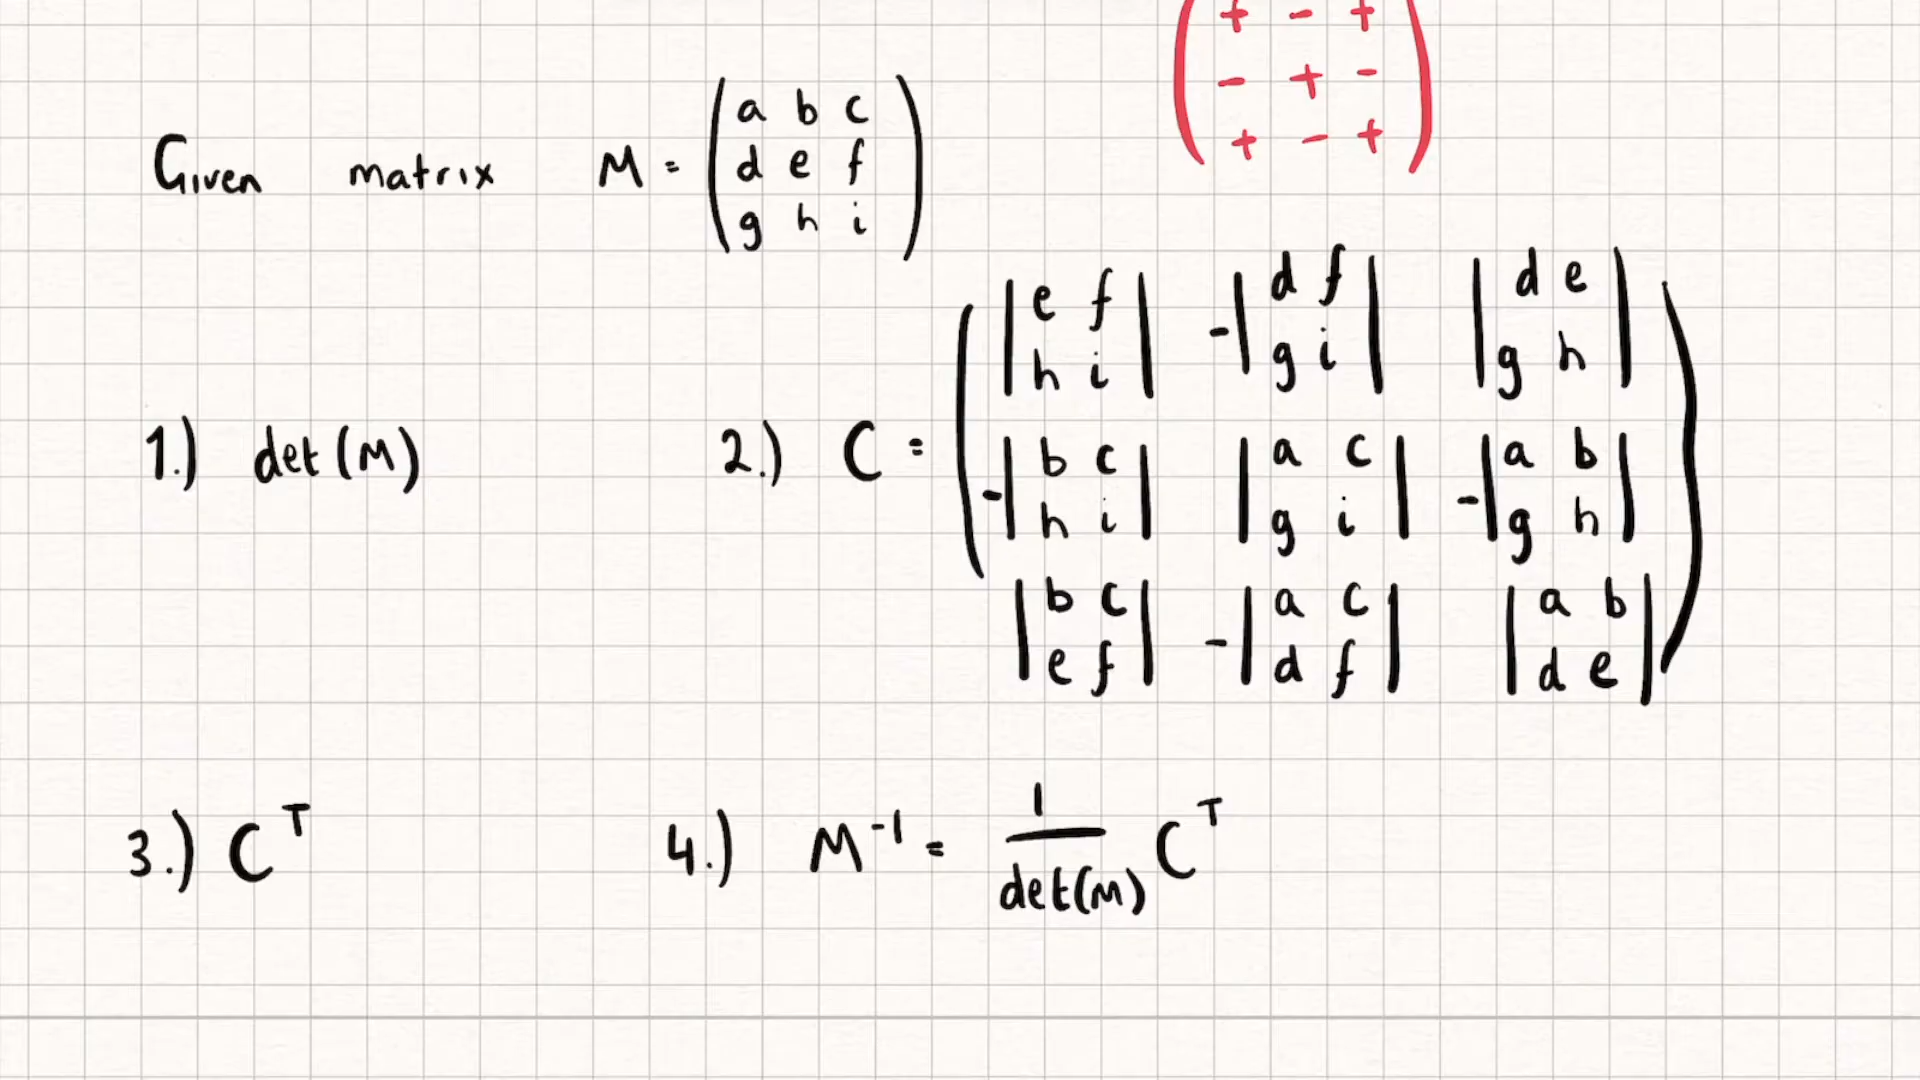 + - +
- + -
+ - +
Given matrix M = (a b c
d e f
g h i)
1.) det(M)
2.) C = (|e f
h i| -|d f
g i| |d e
g h|
-|b c
h i| |a c
g i| -|a b
g h|
|b c
e f| -|a c
d f| |a b
d e|)
3.) C^T
4.) M^-1 = 1/det(M) C^T